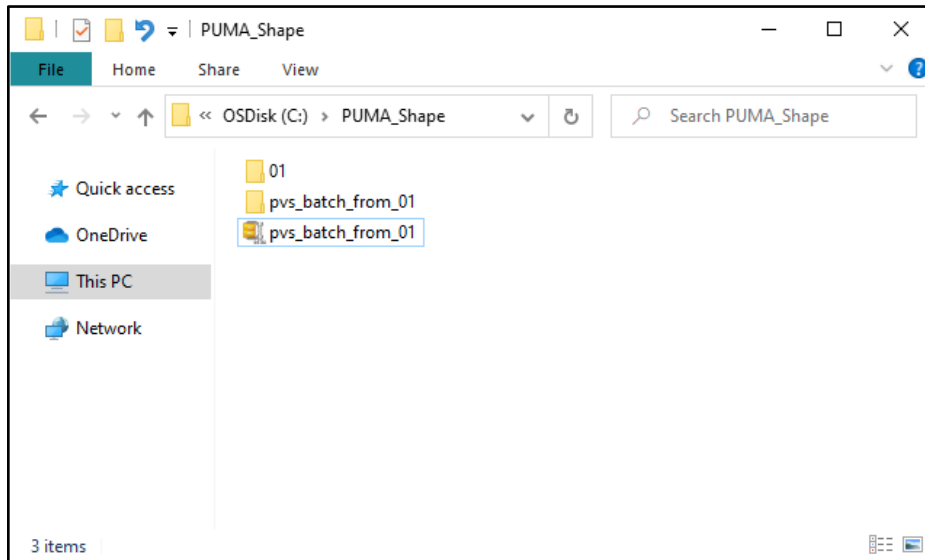 PUMA_Shape
File Home Share View
« OSDisk (C:) › PUMA_Shape Search PUMA_Shape
Quick access
OneDrive
This PC
Network
01
pvs_batch_from_01
pvs_batch_from_01
3 items